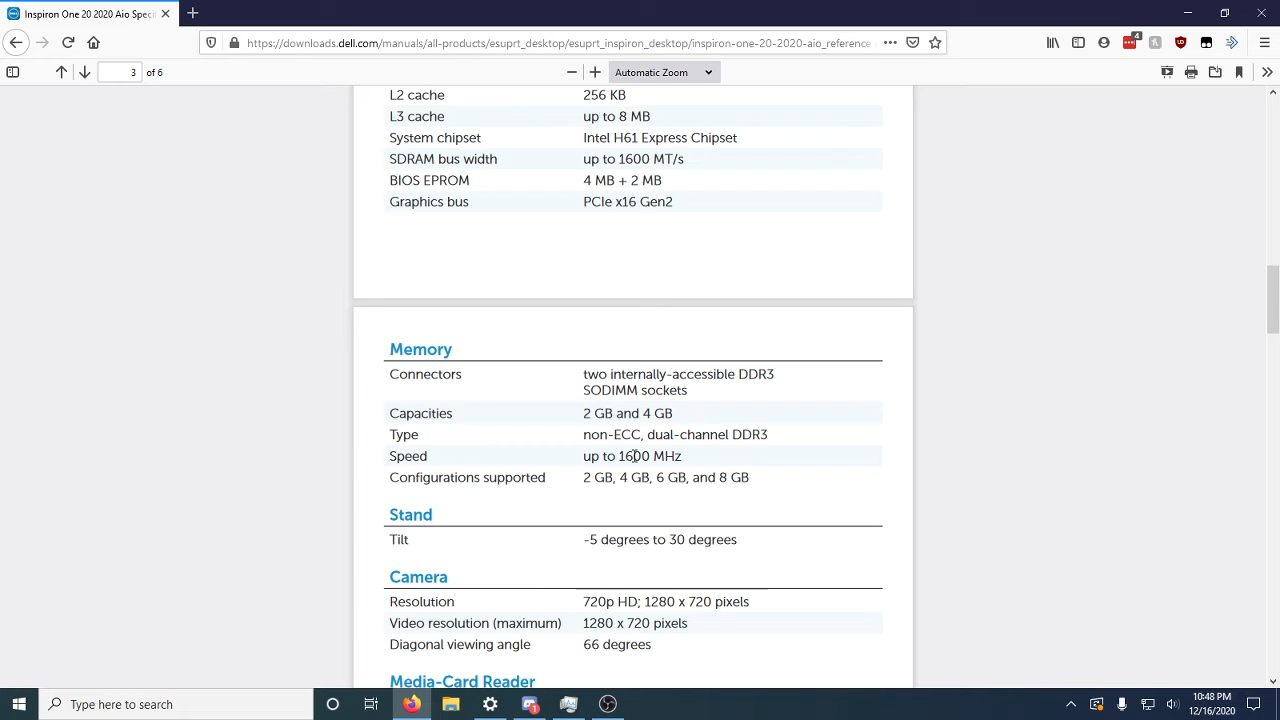 Inspiron One 20 2020 Aio Speci
https://downloads.dell.com/manuals/all-products/esuprt_desktop/esuprt_inspiron_desktop/inspiron-one-20-2020-aio_reference
4
3 of 6
Automatic Zoom
L2 cache 256 KB
L3 cache up to 8 MB
System chipset Intel H61 Express Chipset
SDRAM bus width up to 1600 MT/s
BIOS EPROM 4 MB + 2 MB
Graphics bus PCIe x16 Gen2
Memory
Connectors two internally-accessible DDR3
SODIMM sockets
Capacities 2 GB and 4 GB
Type non-ECC, dual-channel DDR3
Speed up to 1600 MHz
Configurations supported 2 GB, 4 GB, 6 GB, and 8 GB
Stand
Tilt -5 degrees to 30 degrees
Camera
Resolution 720p HD; 1280 x 720 pixels
Video resolution (maximum) 1280 x 720 pixels
Diagonal viewing angle 66 degrees
Media-Card Reader
Type here to search
1
10:48 PM
12/16/2020